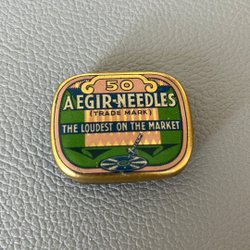 50
AEGIR-NEEDLES
(TRADE MARK)
THE LOUDEST ON THE MARKET